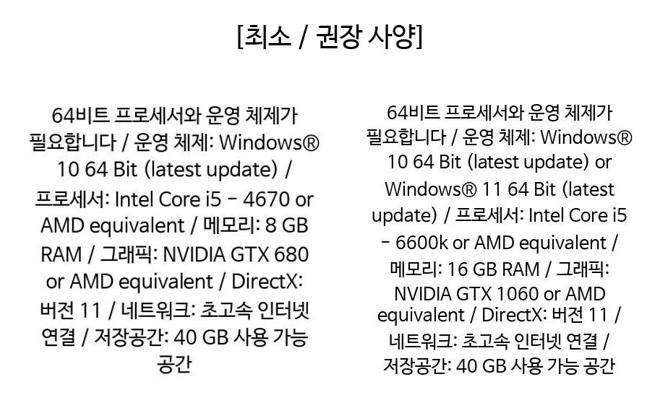 [최소 / 권장 사양]
64비트 프로세서와 운영 체제가
필요합니다 / 운영 체제: Windows®
10 64 Bit (latest update) /
프로세서: Intel Core i5 - 4670 or
AMD equivalent / 메모리: 8 GB
RAM / 그래픽: NVIDIA GTX 680
or AMD equivalent / DirectX:
버전 11 / 네트워크: 초고속 인터넷
연결 / 저장공간: 40 GB 사용 가능
공간
64비트 프로세서와 운영 체제가
필요합니다 / 운영 체제: Windows®
10 64 Bit (latest update) or
Windows® 11 64 Bit (latest
update) / 프로세서: Intel Core i5
- 6600k or AMD equivalent /
메모리: 16 GB RAM / 그래픽:
NVIDIA GTX 1060 or AMD
equivalent / DirectX: 버전 11 /
네트워크: 초고속 인터넷 연결 /
저장공간: 40 GB 사용 가능 공간